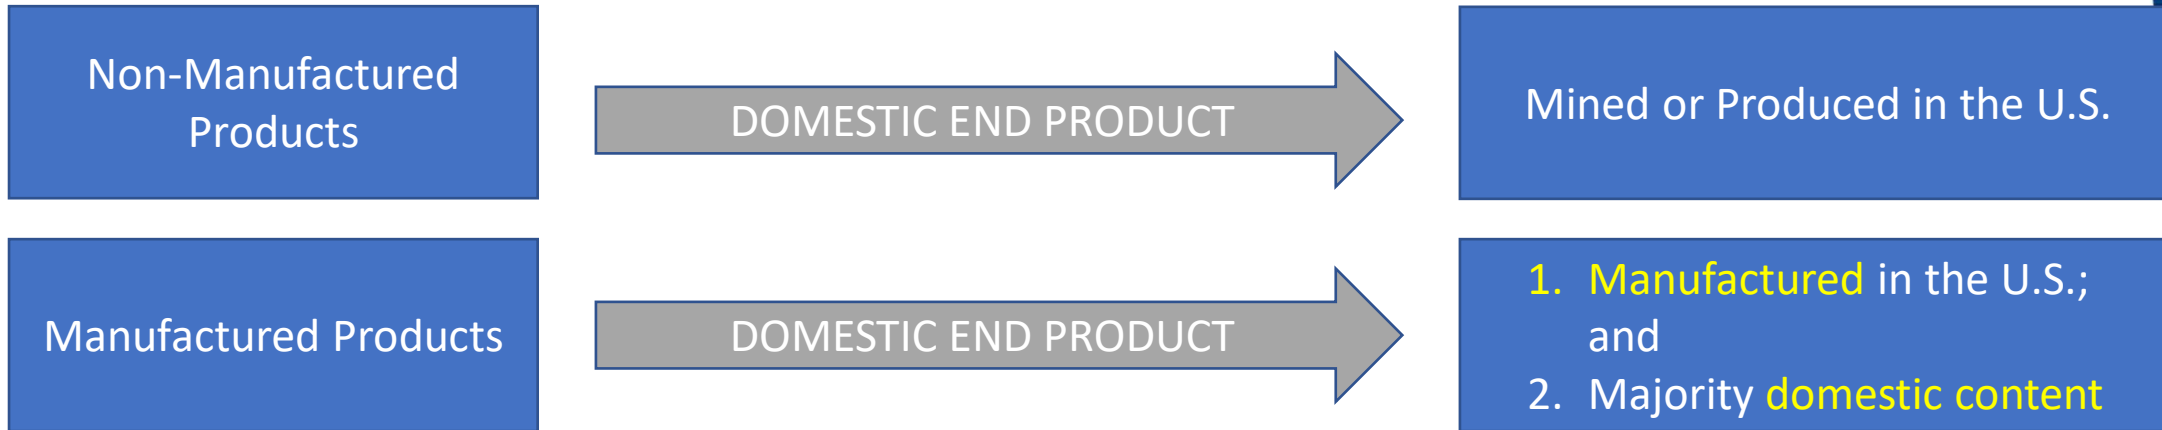 Non-Manufactured
Products
DOMESTIC END PRODUCT
Mined or Produced in the U.S.
Manufactured Products
DOMESTIC END PRODUCT
1. Manufactured in the U.S.;
and
2. Majority domestic content